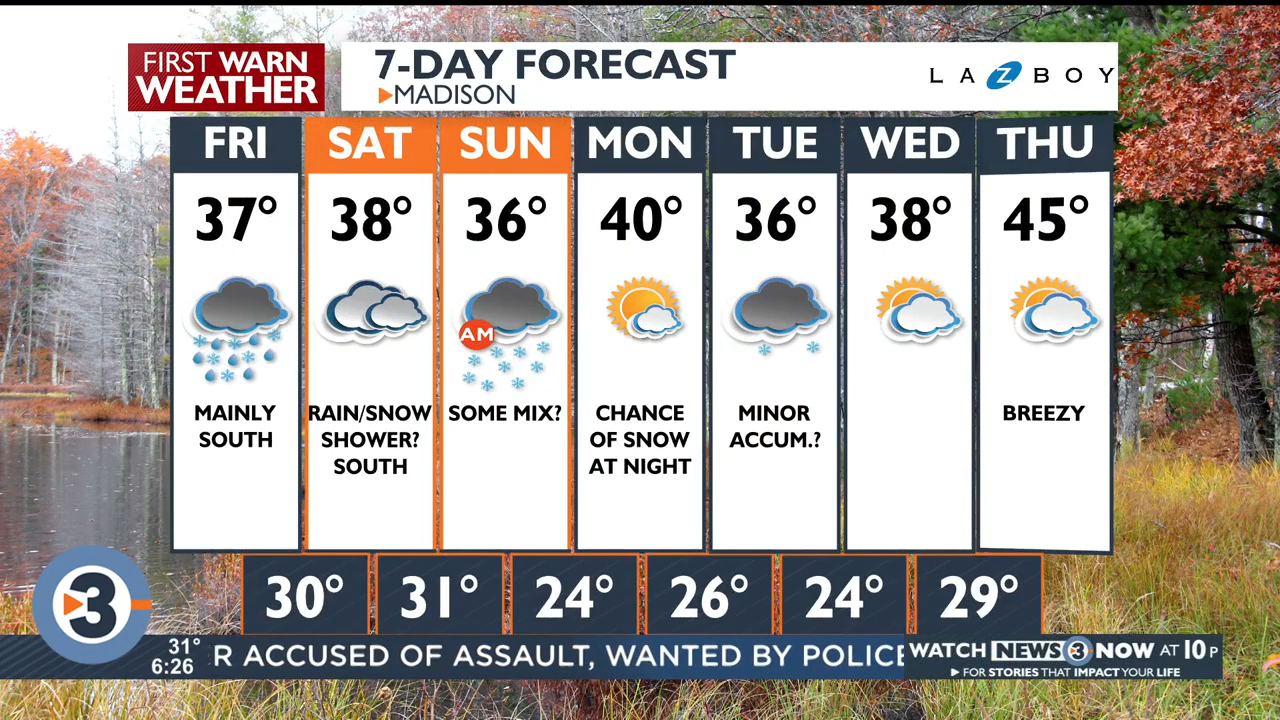 FIRST WARN
WEATHER
7-DAY FORECAST
MADISON
LAZBOY
FRI SAT SUN MON TUE WED THU
37° 38° 36° 40° 36° 38° 45°
AM
MAINLY
SOUTH
RAIN/SNOW
SHOWER?
SOUTH
SOME MIX?
CHANCE
OF SNOW
AT NIGHT
MINOR
ACCUM.?
BREEZY
30° 31° 24° 26° 24° 29°
3
31°
6:26
R ACCUSED OF ASSAULT, WANTED BY POLICE
WATCH NEWS 3 NOW AT 10 P
FOR STORIES THAT IMPACT YOUR LIFE